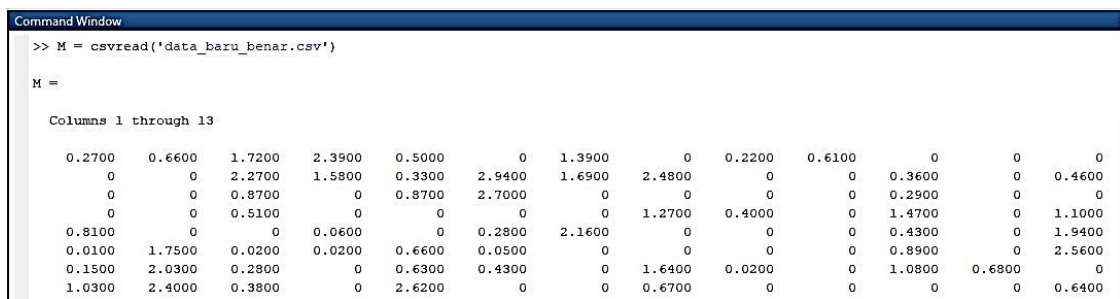 Command Window
>> M = csvread('data_baru_benar.csv')
M =
Columns 1 through 13
0.2700 0.6600 1.7200 2.3900 0.5000 0 1.3900 0 0.2200 0.6100 0 0 0
0 0 2.2700 1.5800 0.3300 2.9400 1.6900 2.4800 0 0 0.3600 0 0.4600
0 0 0.8700 0 0.8700 2.7000 0 0 0 0 0.2900 0 0
0 0 0.5100 0 0 0 0 1.2700 0.4000 0 1.4700 0 1.1000
0.8100 0 0 0.0600 0 0.2800 2.1600 0 0 0 0.4300 0 1.9400
0.0100 1.7500 0.0200 0.0200 0.6600 0.0500 0 0 0 0 0.8900 0 2.5600
0.1500 2.0300 0.2800 0 0.6300 0.4300 0 1.6400 0.0200 0 1.0800 0.6800 0
1.0300 2.4000 0.3800 0 2.6200 0 0 0.6700 0 0 0 0 0.6400